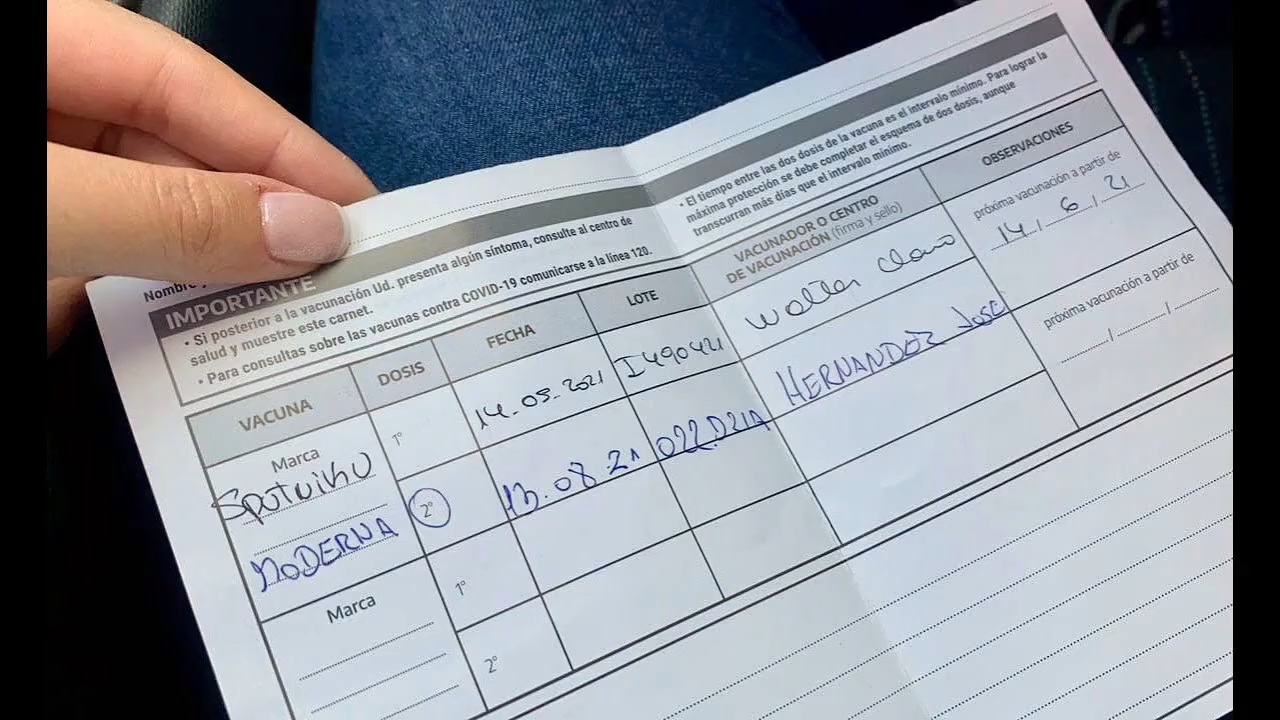 IMPORTANTE
• Si posterior a la vacunación Ud. presenta algún síntoma, consulte al centro de
salud y muestre este carnet.
• Para consultas sobre las vacunas contra COVID-19 comunicarse a la línea 120.
• El tiempo entre las dos dosis de la vacuna es el intervalo mínimo. Para lograr la
máxima protección se debe completar el esquema de dos dosis, aunque
transcurran más días que el intervalo mínimo.
VACUNA DOSIS FECHA LOTE VACUNADOR O CENTRO
DE VACUNACIÓN (firma y sello) OBSERVACIONES
Marca
1° 14.05.2021 I490421 próxima vacunación a partir de
14 / 6 / 21
MODERNA 2° 13.08.21 022D21A HERNANDEZ JOSE próxima vacunación a partir de
Marca
1°
2°